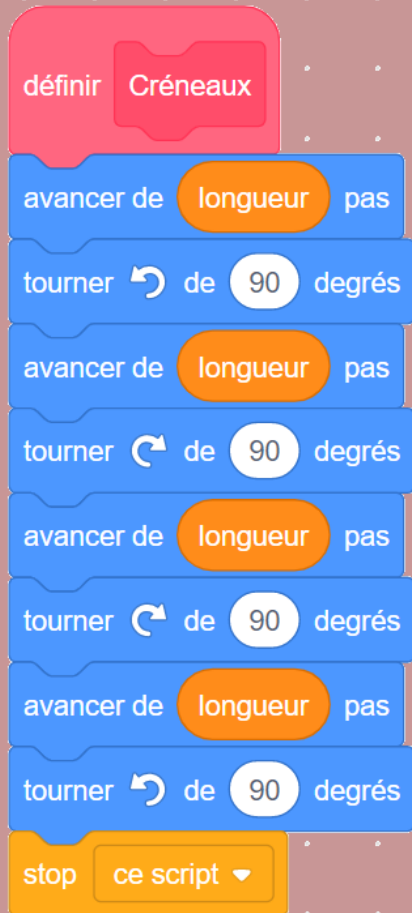 définir Créneaux
avancer de longueur pas
tourner de 90 degrés
avancer de longueur pas
tourner de 90 degrés
avancer de longueur pas
tourner de 90 degrés
avancer de longueur pas
tourner de 90 degrés
stop ce script